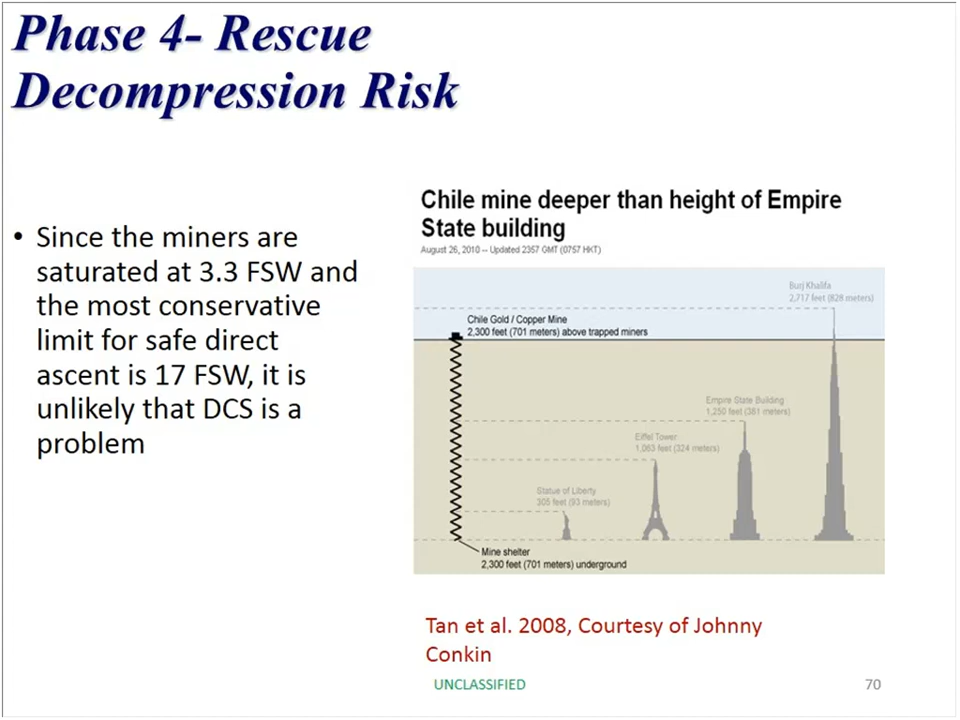 Phase 4- Rescue
Decompression Risk
• Since the miners are
saturated at 3.3 FSW and
the most conservative
limit for safe direct
ascent is 17 FSW, it is
unlikely that DCS is a
problem
Chile mine deeper than height of Empire
State building
August 26, 2010 -- Updated 2357 GMT (0757 HKT)
Burj Khalifa
2,717 feet (828 meters)
Chile Gold / Copper Mine
2,300 feet (701 meters) above trapped miners
Empire State Building
1,250 feet (381 meters)
Eiffel Tower
1,063 feet (324 meters)
Statue of Liberty
305 feet (93 meters)
Mine shelter
2,300 feet (701 meters) underground
Tan et al. 2008, Courtesy of Johnny
Conkin
UNCLASSIFIED
70